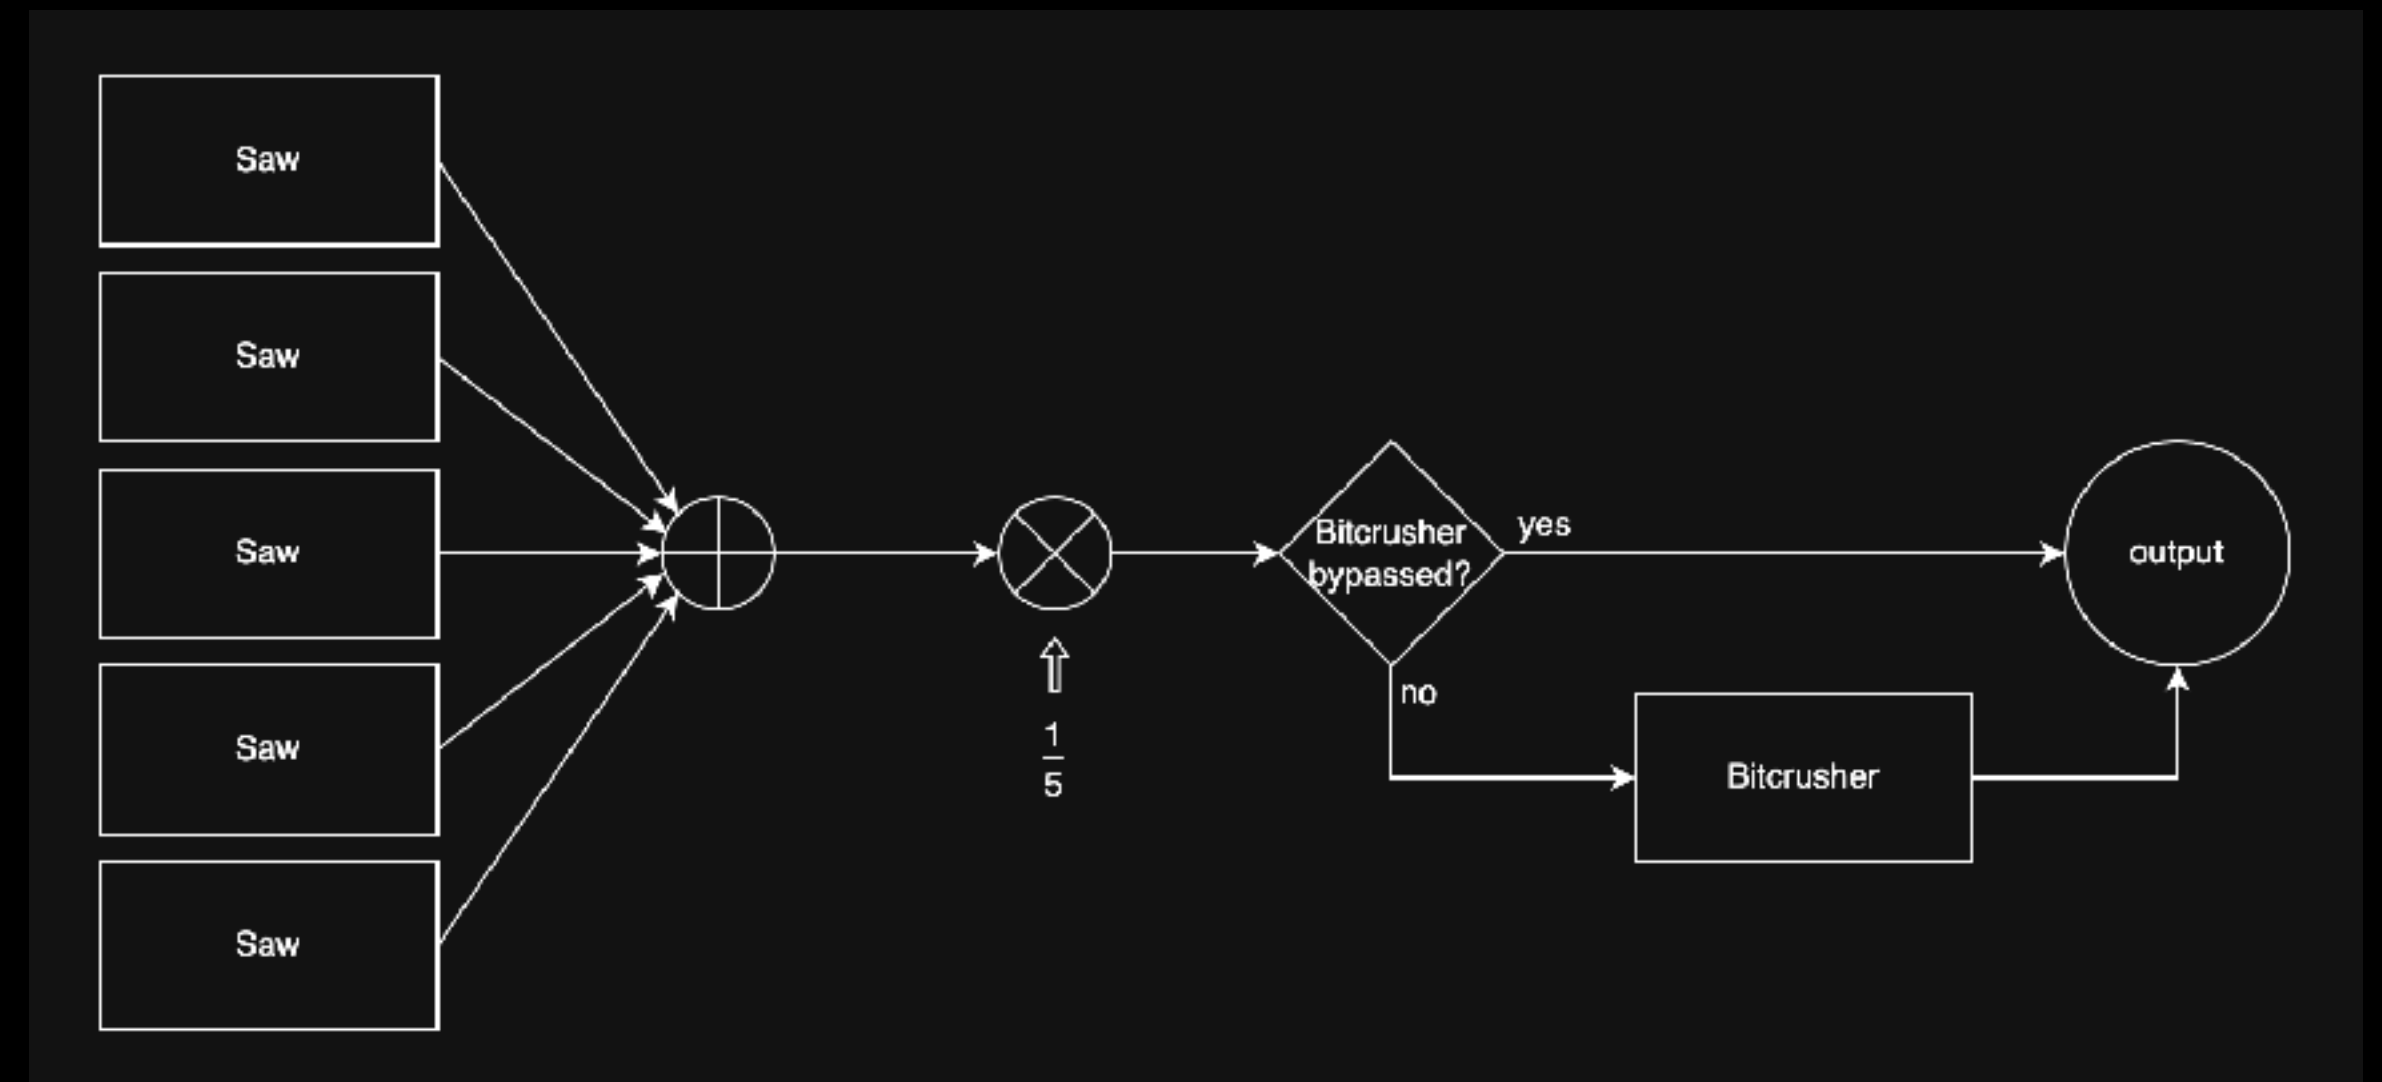 Saw
Saw
Saw
Saw
Saw
1
5
Bitcrusher
bypassed?
yes
no
Bitcrusher
output